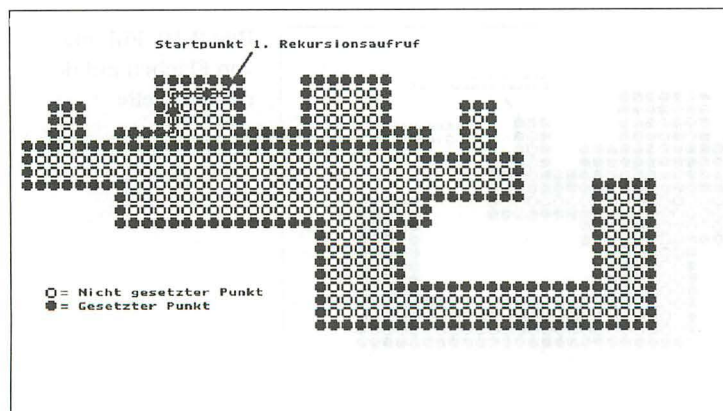 Startpunkt 1. Rekursionsaufruf
O= Nicht gesetzter Punkt
●= Gesetzter Punkt